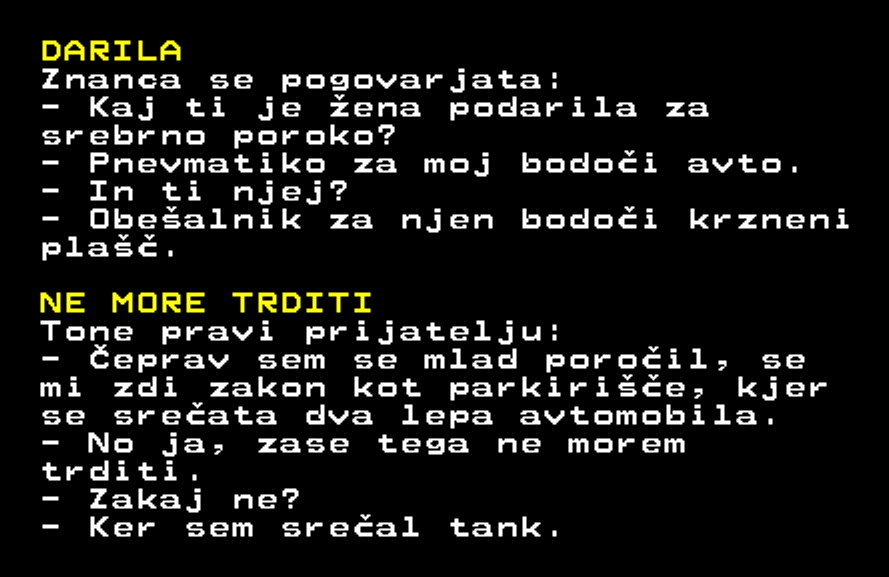 DARILA
Znanca se pogovarjata:
- Kaj ti je žena podarila za
srebrno poroko?
- Pnevmatiko za moj bodoči avto.
- In ti njej?
- Obešalnik za njen bodoči krzneni
plašč.
NE MORE TRDITI
Tone pravi prijatelju:
- Čeprav sem se mlad poročil, se
mi zdi zakon kot parkirišče, kjer
se srečata dva lepa avtomobila.
- No ja, zase tega ne morem
trditi.
- Zakaj ne?
- Ker sem srečal tank.